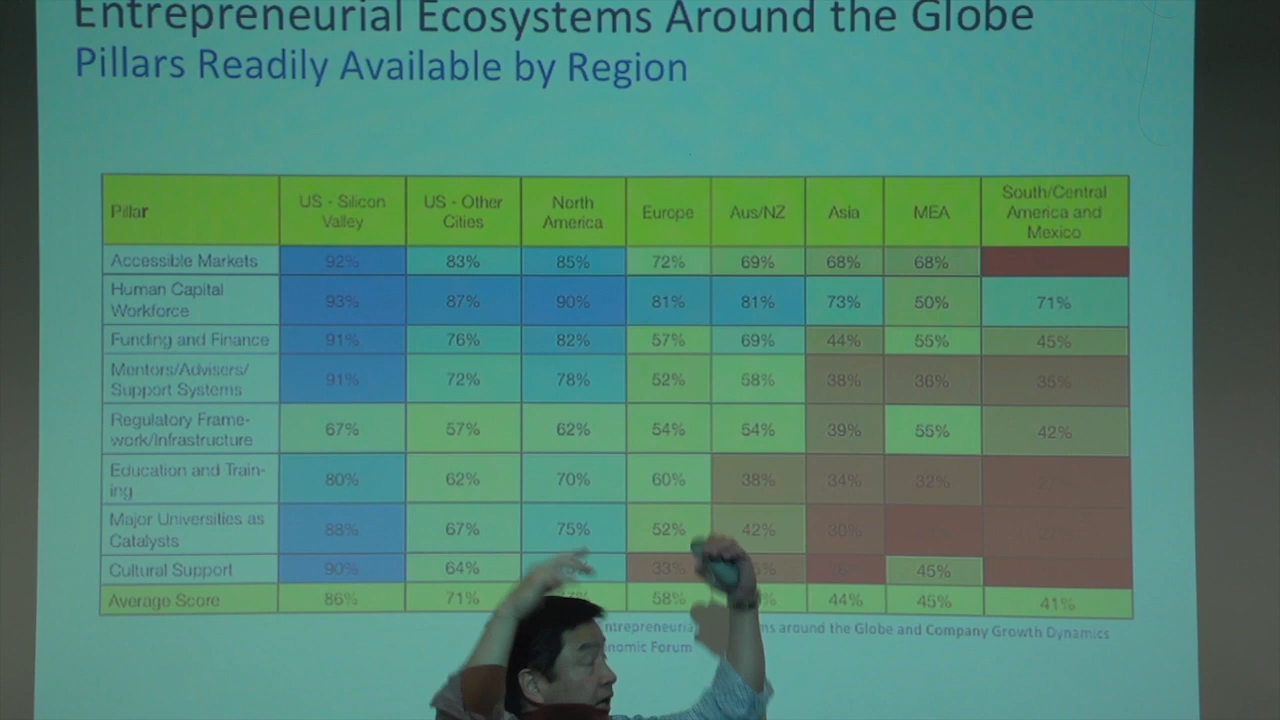 Entrepreneurial Ecosystems Around the Globe
Pillars Readily Available by Region
Pillar US - Silicon Valley US - Other Cities North America Europe Aus/NZ Asia MEA South/Central America and Mexico
Accessible Markets 92% 83% 85% 72% 69% 68% 68%
Human Capital Workforce 93% 87% 90% 81% 81% 73% 50% 71%
Funding and Finance 91% 76% 82% 57% 69% 44% 55% 45%
Mentors/Advisers/ Support Systems 91% 72% 78% 52% 58% 38% 36% 35%
Regulatory Frame-work/Infrastructure 67% 57% 62% 54% 54% 39% 55% 42%
Education and Train-ing 80% 62% 70% 60% 38% 34% 32%
Major Universities as Catalysts 88% 67% 75% 52% 42% 30%
Cultural Support 90% 64% 33% 45%
Average Score 86% 71% 58% 44% 45% 41%
around the Globe and Company Growth Dynamics
Forum